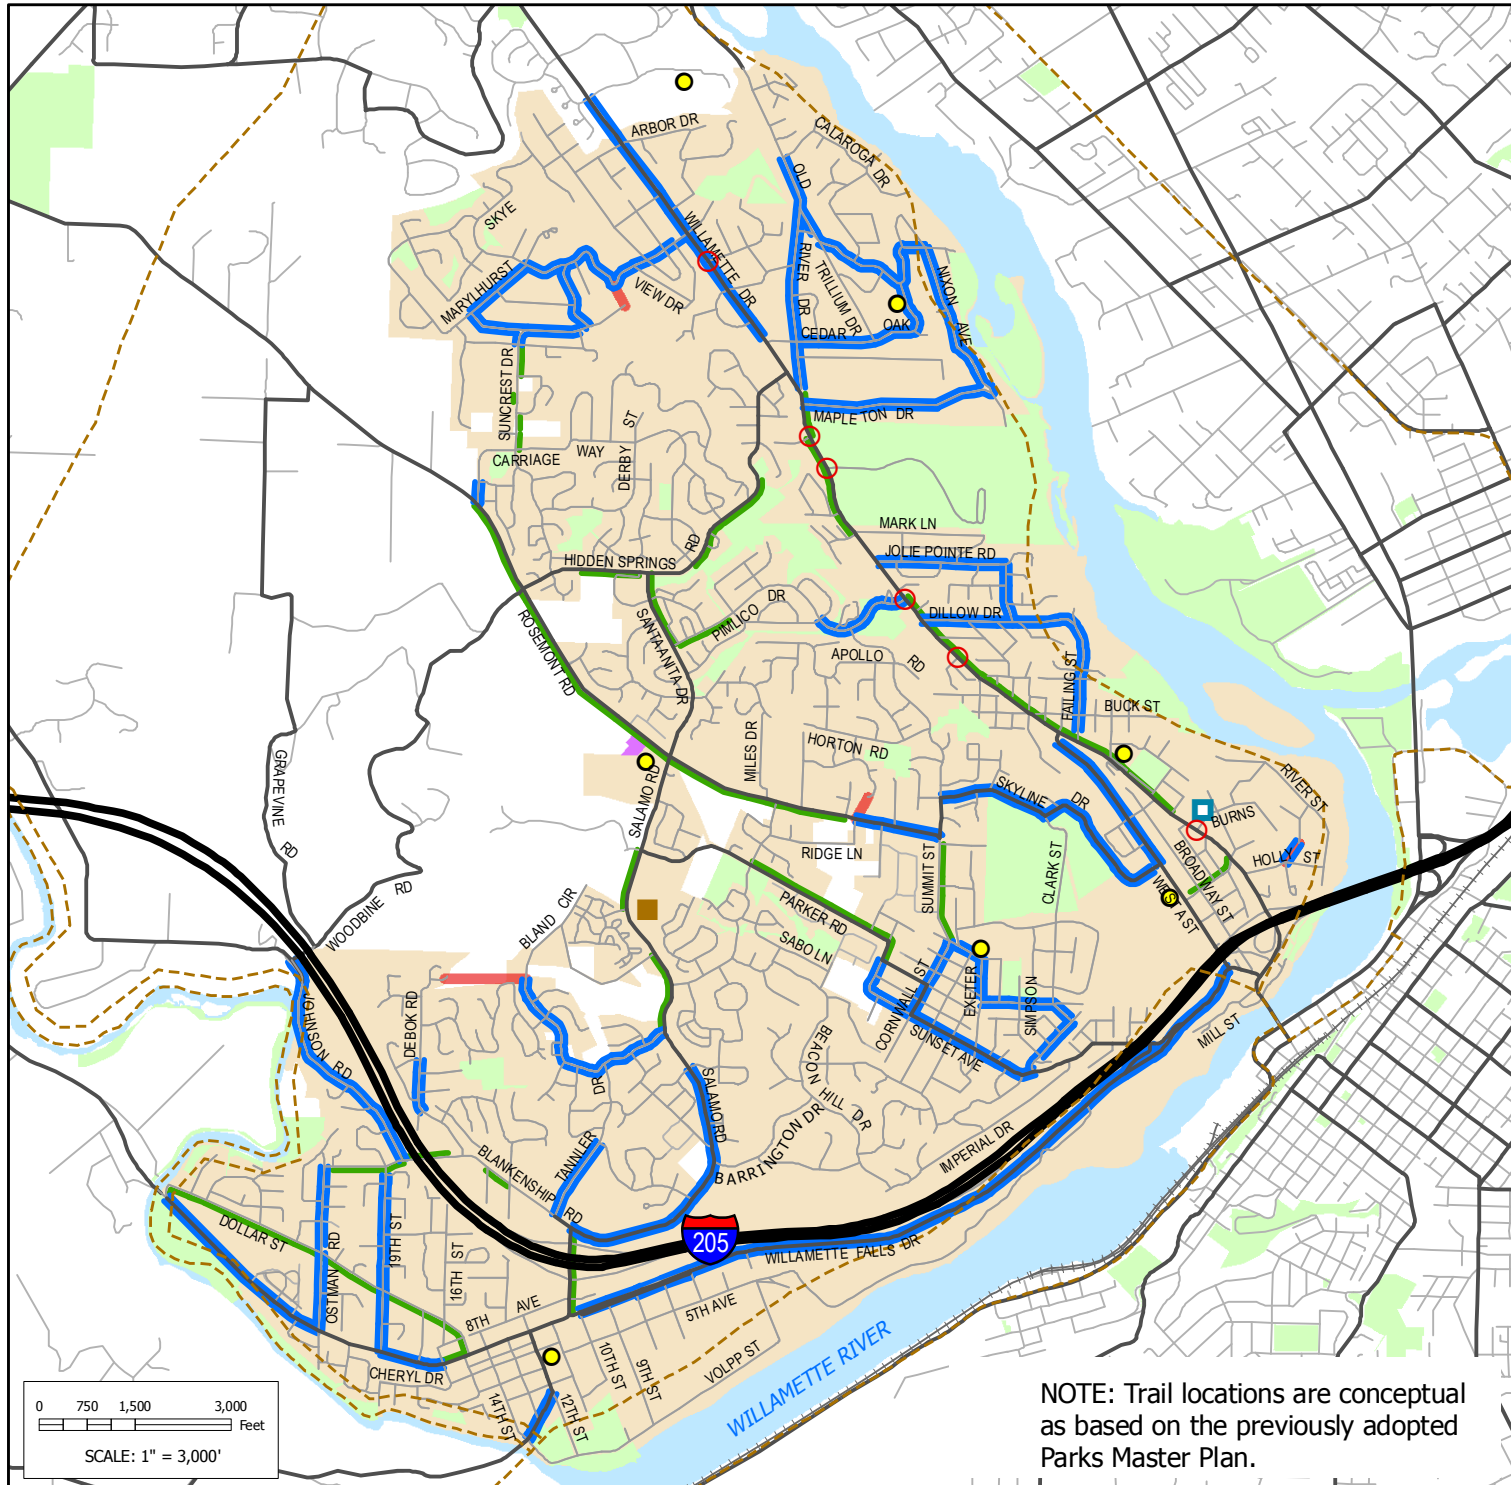 ARBOR DR
CALAROGA DR
OLD
SKYE
WILLAMETTE DR
MARYLHURST
VIEW DR
RIVER DR
TRILLIUM DR
NIXON AVE
OAK
CEDAR
SUNCREST DR
MAPLETON DR
CARRIAGE WAY
DERBY ST
MARK LN
JOLIE POINTE RD
HIDDEN SPRINGS RD
DILLOW DR
PIMLICO DR
ROSEMONT RD
SANTA ANITA DR
APOLLO RD
FAILING ST
BUCK ST
MILES DR
HORTON RD
GRAPEVINE RD
SALAMO RD
SKYLINE DR
RIVER ST
BURNS
RIDGE LN
SUMMIT ST
CLARK ST
BROADWAY ST
HOLLY ST
WEST A ST
WOODBINE RD
BLAND CIR
PARKER RD
SABO LN
CORNWALL ST
EXETER
SIMPSON
JOHNSON RD
DEBOK RD
SUNSET AVE
MILL ST
BEACON HILL DR
DR
SALAMO RD
TANNLER
BARRINGTON DR
IMPERIAL DR
BLANKENSHIP RD
DOLLAR ST
OSTMAN RD
19TH ST
16TH ST
205
WILLAMETTE FALLS DR
8TH AVE
5TH AVE
CHERYL DR
10TH ST
9TH ST
VOLPP ST
14TH ST
12TH ST
WILLAMETTE RIVER
0 750 1,500 3,000
Feet
SCALE: 1" = 3,000'
NOTE: Trail locations are conceptual
as based on the previously adopted
Parks Master Plan.